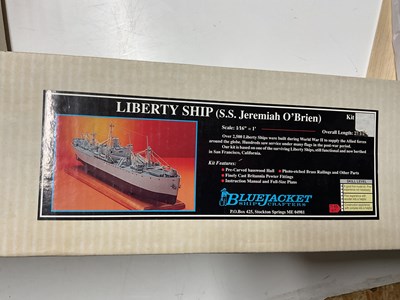 LIBERTY SHIP (S.S. Jeremiah O'Brien)
Kit
Scale: 1/16" = 1'
Overall Length:
Over 2,500 Liberty Ships were built during World War II to supply the Allied forces
around the globe. Hundreds saw service under many flags in the post-war period.
Our kit is based on one of the surviving Liberty Ships, still functional and now berthed
in San Francisco, California.
Kit Features:
• Pre-Carved basswood Hull
• Photo-etched Brass Railings and Other Parts
• Finely Cast Britannia Pewter Fittings
• Instruction Manual and Full-Size Plans
BLUEJACKET
SHIP CRAFTERS
P.O.Box 425, Stockton Springs ME 04981